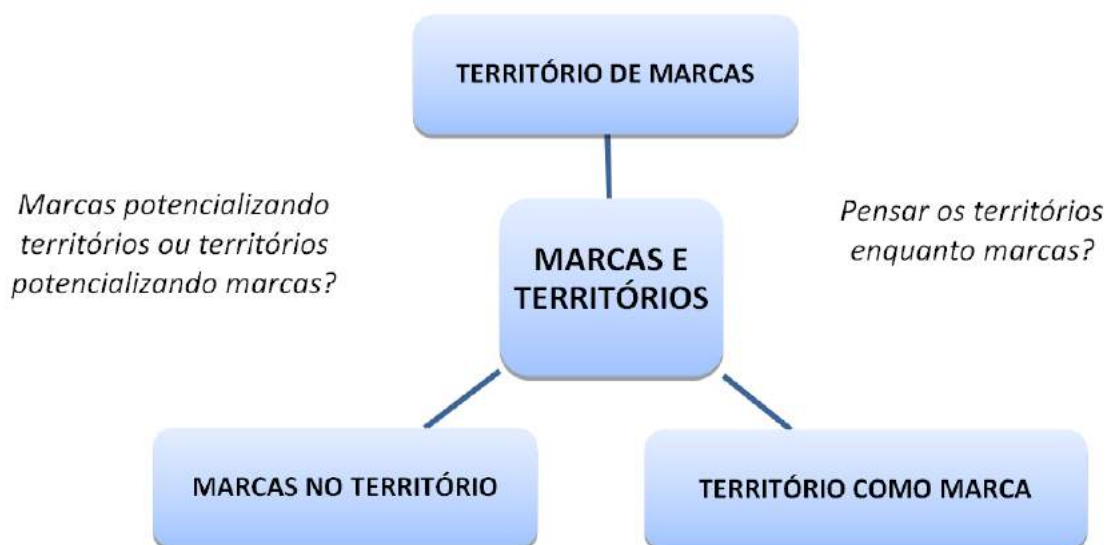 TERRITÓRIO DE MARCAS
Marcas potencializando
territórios ou territórios
potencializando marcas?
Pensar os territórios
enquanto marcas?
MARCAS E
TERRITÓRIOS
MARCAS NO TERRITÓRIO
TERRITÓRIO COMO MARCA